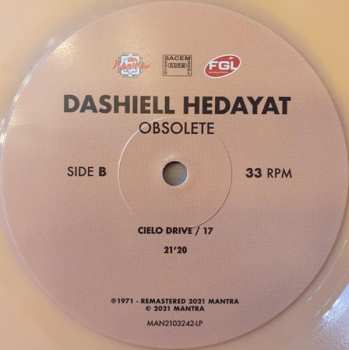 Mantra
SACEM
FGL
DASHIELL HEDAYAT
OBSOLETE
SIDE B 33 RPM
CIELO DRIVE / 17
21'20
℗1971 - REMASTERED 2021 MANTRA
© 2021 MANTRA
MAN2103242-LP